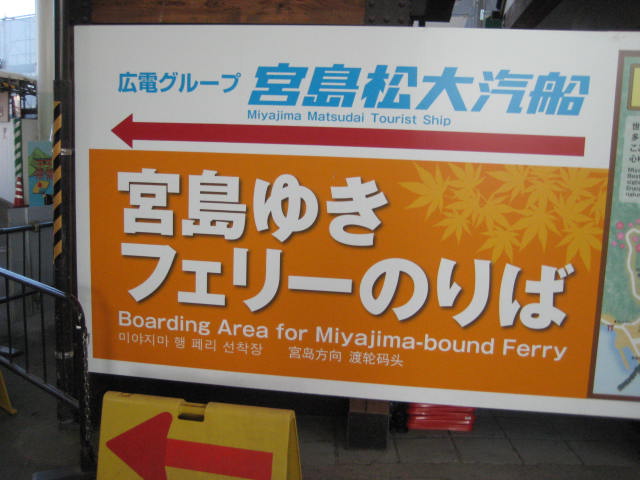 広電グループ 宮島松大汽船
Miyajima Matsudai Tourist Ship
宮島ゆき
フェリーのりば
Boarding Area for Miyajima-bound Ferry
미야지마 행 페리 선착장 宫岛方向 渡轮码头